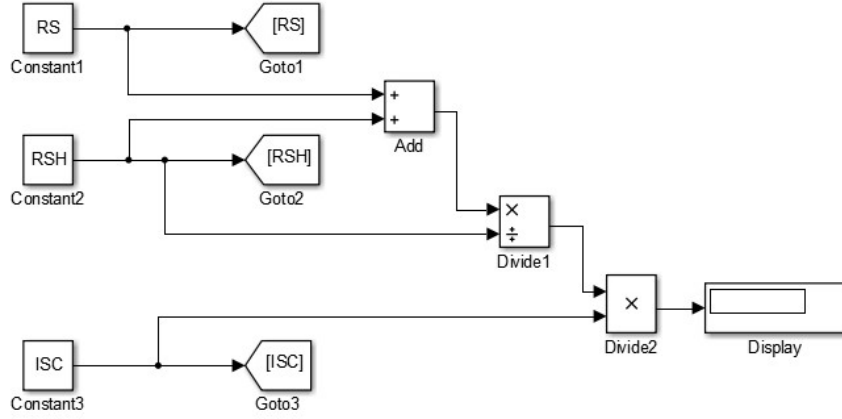 RS
[RS]
Constant1
Goto1
+
+
Add
RSH
[RSH]
Constant2
Goto2
×
÷
Divide1
×
Divide2
Display
ISC
[ISC]
Constant3
Goto3